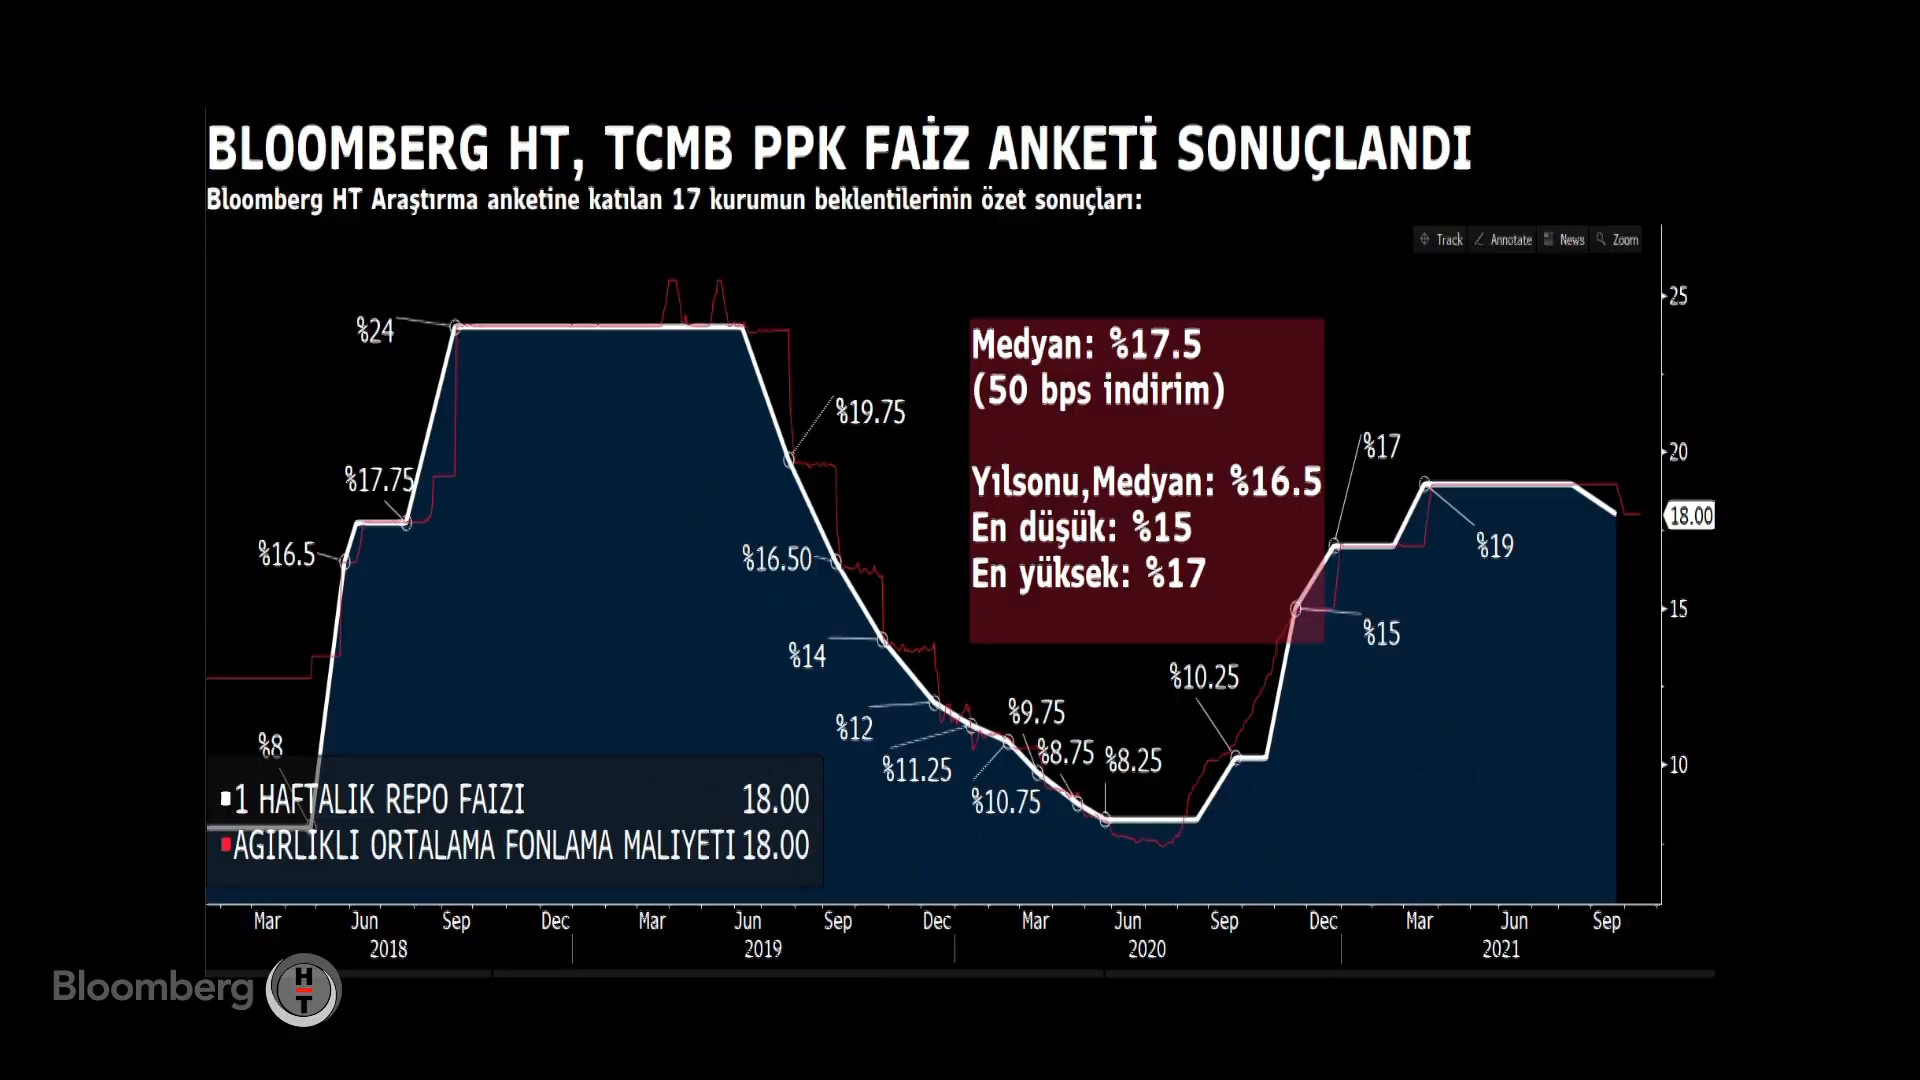 BLOOMBERG HT, TCMB PPK FAİZ ANKETİ SONUÇLANDI
Bloomberg HT Araştırma anketine katılan 17 kurumun beklentilerinin özet sonuçları:
Track Annotate News Zoom
25
%24
Medyan: %17.5
(50 bps indirim)
%19.75
%17
20
%17.75
Yılsonu,Medyan: %16.5
En düşük: %15
En yüksek: %17
18.00
%19
%16.5
%16.50
15
%15
%14
%10.25
%12
%9.75
%8.75
%8.25
%11.25
%10.75
10
%8
1 HAFTALIK REPO FAIZI 18.00
AGIRLIKLI ORTALAMA FONLAMA MALIYETI 18.00
Mar Jun Sep Dec Mar Jun Sep Dec Mar Jun Sep Dec Mar Jun Sep
2018 2019 2020 2021
Bloomberg HT